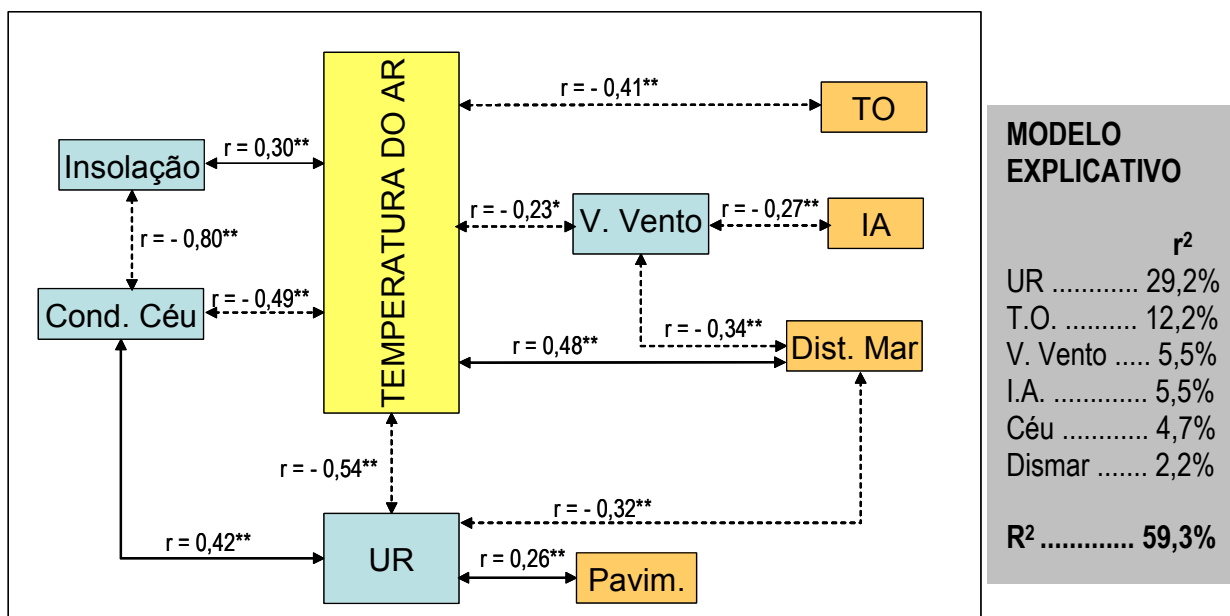 r = - 0,41**
TO
TEMPERATURA DO AR
Insolação
r = 0,30**
r = - 0,23*
V. Vento
r = - 0,27**
IA
r = - 0,80**
Cond. Céu
r = - 0,49**
r = - 0,34**
r = 0,48**
Dist. Mar
r = - 0,54**
r = - 0,32**
r = 0,42**
UR
r = 0,26**
Pavim.
MODELO
EXPLICATIVO
r²
UR ............ 29,2%
T.O. .......... 12,2%
V. Vento ..... 5,5%
I.A. ............. 5,5%
Céu ............ 4,7%
Dismar ....... 2,2%
R² ............. 59,3%